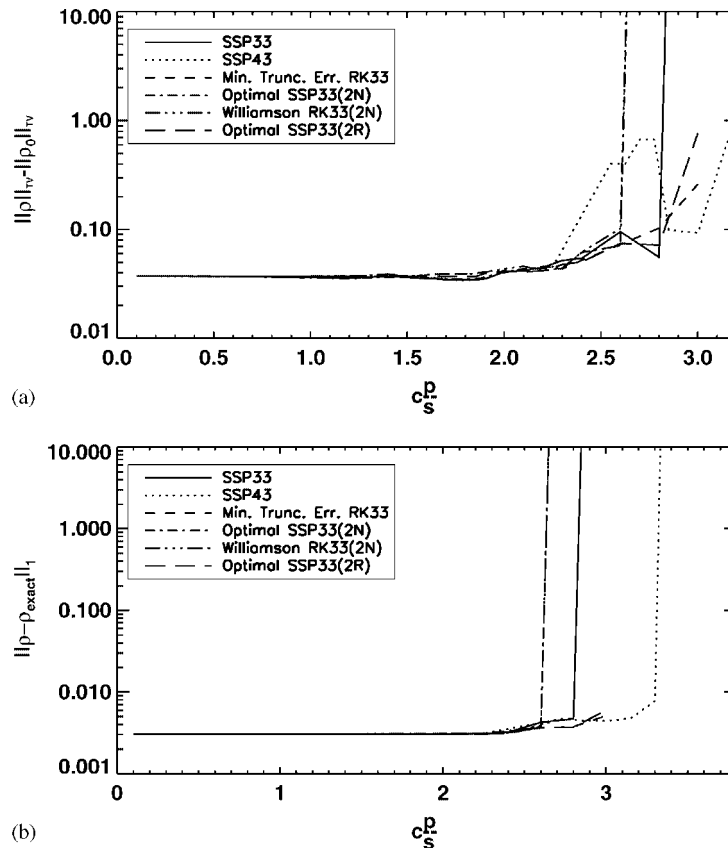 10.00
1.00
0.10
0.01
||ρ||TV-||ρ0||TV
SSP33
SSP43
Min. Trunc. Err. RK33
Optimal SSP33(2N)
Williamson RK33(2N)
Optimal SSP33(2R)
0.0 0.5 1.0 1.5 2.0 2.5 3.0
c p/s
(a)
10.000
1.000
0.100
0.010
0.001
||ρ-ρexact||1
SSP33
SSP43
Min. Trunc. Err. RK33
Optimal SSP33(2N)
Williamson RK33(2N)
Optimal SSP33(2R)
0 1 2 3
c p/s
(b)